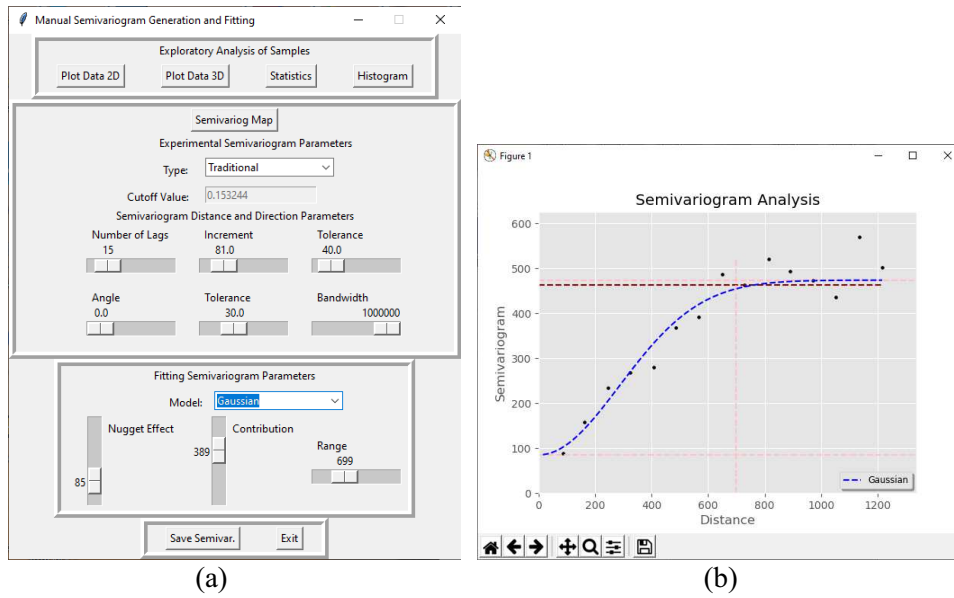 Manual Semivariogram Generation and Fitting
Exploratory Analysis of Samples
Plot Data 2D Plot Data 3D Statistics Histogram
Semivariog Map
Experimental Semivariogram Parameters
Type: Traditional
Cutoff Value: 0.153244
Semivariogram Distance and Direction Parameters
Number of Lags Increment Tolerance
15 81.0 40.0
Angle Tolerance Bandwidth
0.0 30.0 1000000
Fitting Semivariogram Parameters
Model: Gaussian
Nugget Effect Contribution
389
Range
699
85
Save Semivar. Exit
(a)
Figure 1
Semivariogram Analysis
600
500
400
300
200
100
0
Semivariogram
Gaussian
0 200 400 600 800 1000 1200
Distance
(b)